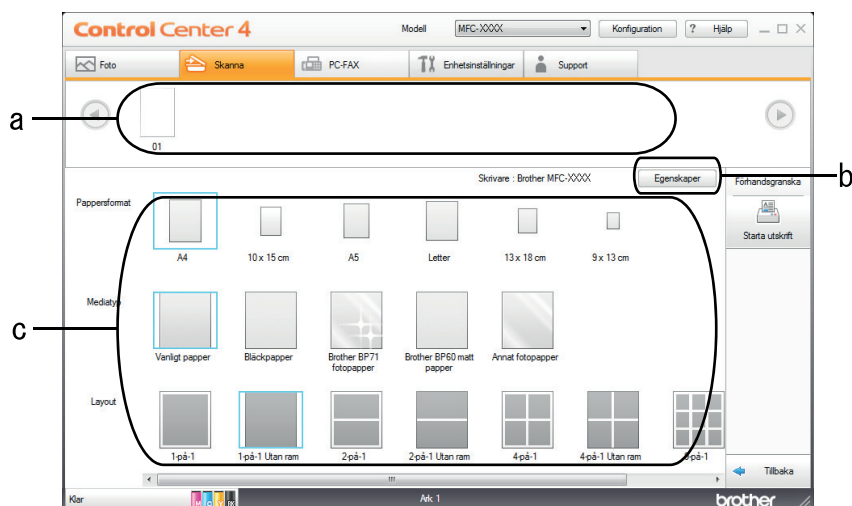 Control Center 4 Modell MFC-XXXX Konfiguration ? Hjälp
Foto Skanna PC-FAX Enhetsinställningar Support
a
01
Skrivare : Brother MFC-XXXX Egenskaper b
Förhandsgranska
Pappersformat
Starta utskrift
A4 10 x 15 cm A5 Letter 13 x 18 cm 9 x 13 cm
Mediatyp
c
Vanligt papper Bläckpapper Brother BP71 fotopapper Brother BP60 matt papper Annat fotopapper
Layout
1-på-1 1-på-1 Utan ram 2-på-1 2-på-1 Utan ram 4-på-1 4-på-1 Utan ram
Tillbaka
Klar M C Y BK Ark 1 brother